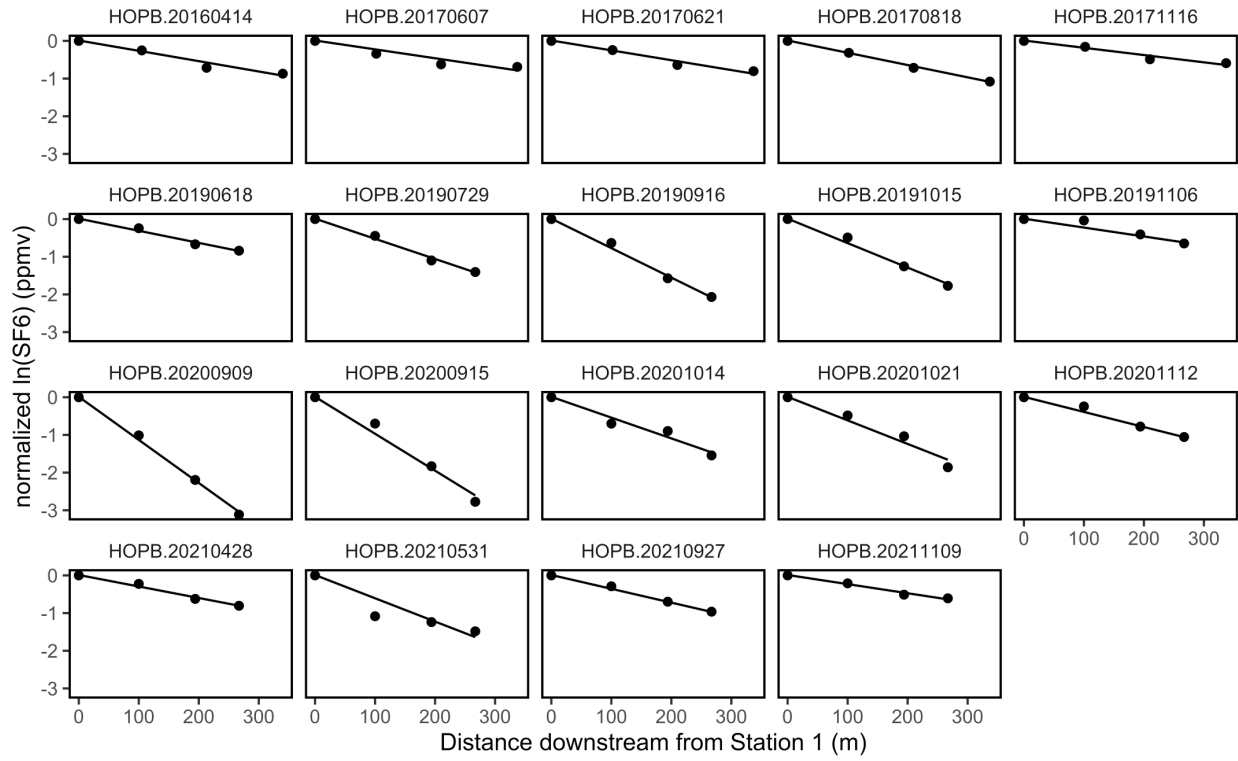 HOPB.20160414 HOPB.20170607 HOPB.20170621 HOPB.20170818 HOPB.20171116
0
-1
-2
-3
HOPB.20190618 HOPB.20190729 HOPB.20190916 HOPB.20191015 HOPB.20191106
0
-1
-2
-3
normalized ln(SF6) (ppmv)
HOPB.20200909 HOPB.20200915 HOPB.20201014 HOPB.20201021 HOPB.20201112
0
-1
-2
-3
0 100 200 300
HOPB.20210428 HOPB.20210531 HOPB.20210927 HOPB.20211109
0
-1
-2
-3
0 100 200 300 0 100 200 300 0 100 200 300 0 100 200 300
Distance downstream from Station 1 (m)